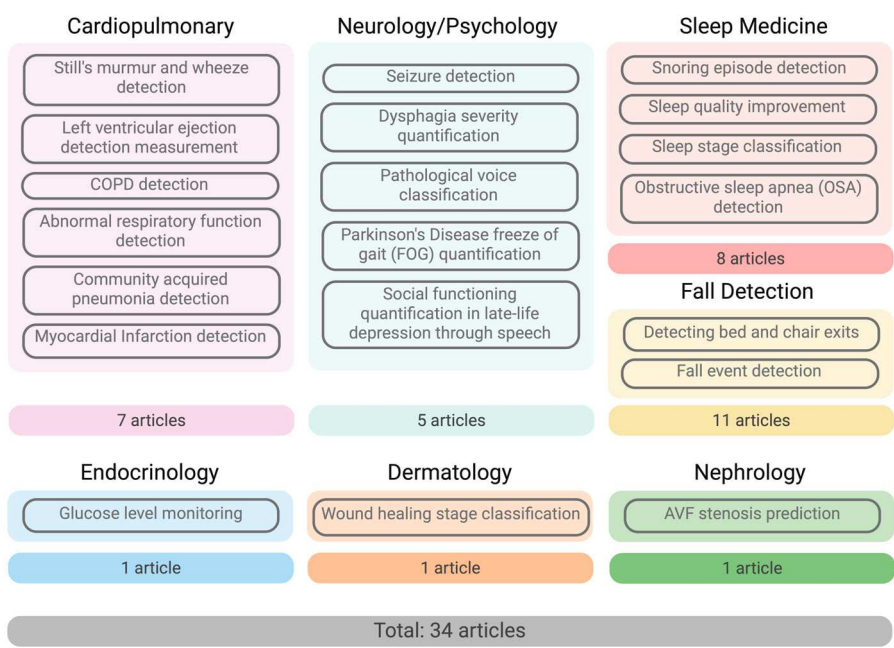 Cardiopulmonary
Still's murmur and wheeze
detection
Left ventricular ejection
detection measurement
COPD detection
Abnormal respiratory function
detection
Community acquired
pneumonia detection
Myocardial Infarction detection
7 articles
Neurology/Psychology
Seizure detection
Dysphagia severity
quantification
Pathological voice
classification
Parkinson's Disease freeze of
gait (FOG) quantification
Social functioning
quantification in late-life
depression through speech
5 articles
Sleep Medicine
Snoring episode detection
Sleep quality improvement
Sleep stage classification
Obstructive sleep apnea (OSA)
detection
8 articles
Fall Detection
Detecting bed and chair exits
Fall event detection
11 articles
Endocrinology
Glucose level monitoring
1 article
Dermatology
Wound healing stage classification
1 article
Nephrology
AVF stenosis prediction
1 article
Total: 34 articles